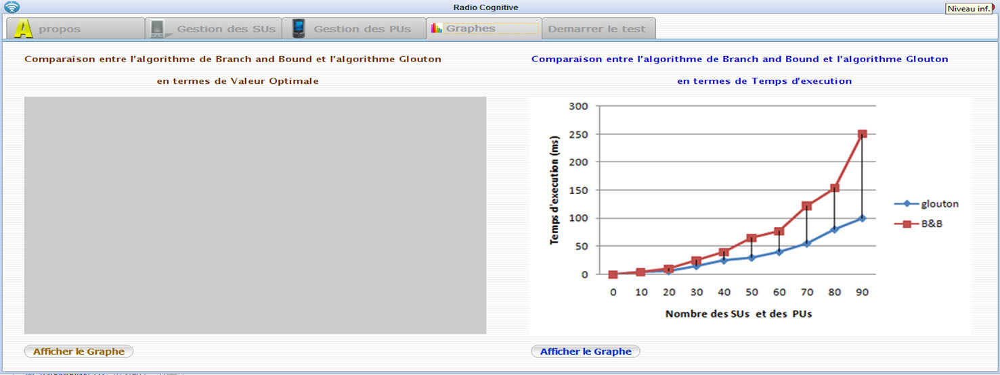 Radio Cognitive
Niveau inf.
A propos
Gestion des SUs
Gestion des PUs
Graphes
Demarrer le test
Comparaison entre l'algorithme de Branch and Bound et l'algorithme Glouton
en termes de Valeur Optimale
Afficher le Graphe
Comparaison entre l'algorithme de Branch and Bound et l'algorithme Glouton
en termes de Temps d'execution
300
250
200
150
100
50
0
Temps d'execution (ms)
0 10 20 30 40 50 60 70 80 90
Nombre des SUs et des PUs
glouton
B&B
Afficher le Graphe